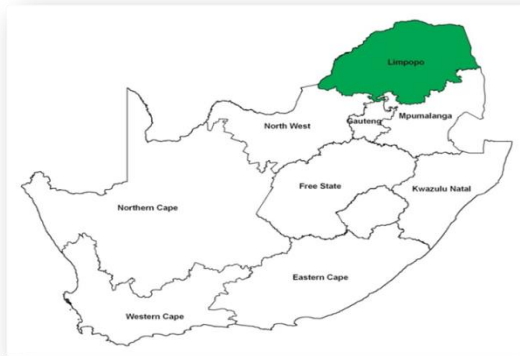 Limpopo
Mpumalanga
Gauteng
North West
Free State
Kwazulu Natal
Northern Cape
Eastern Cape
Western Cape